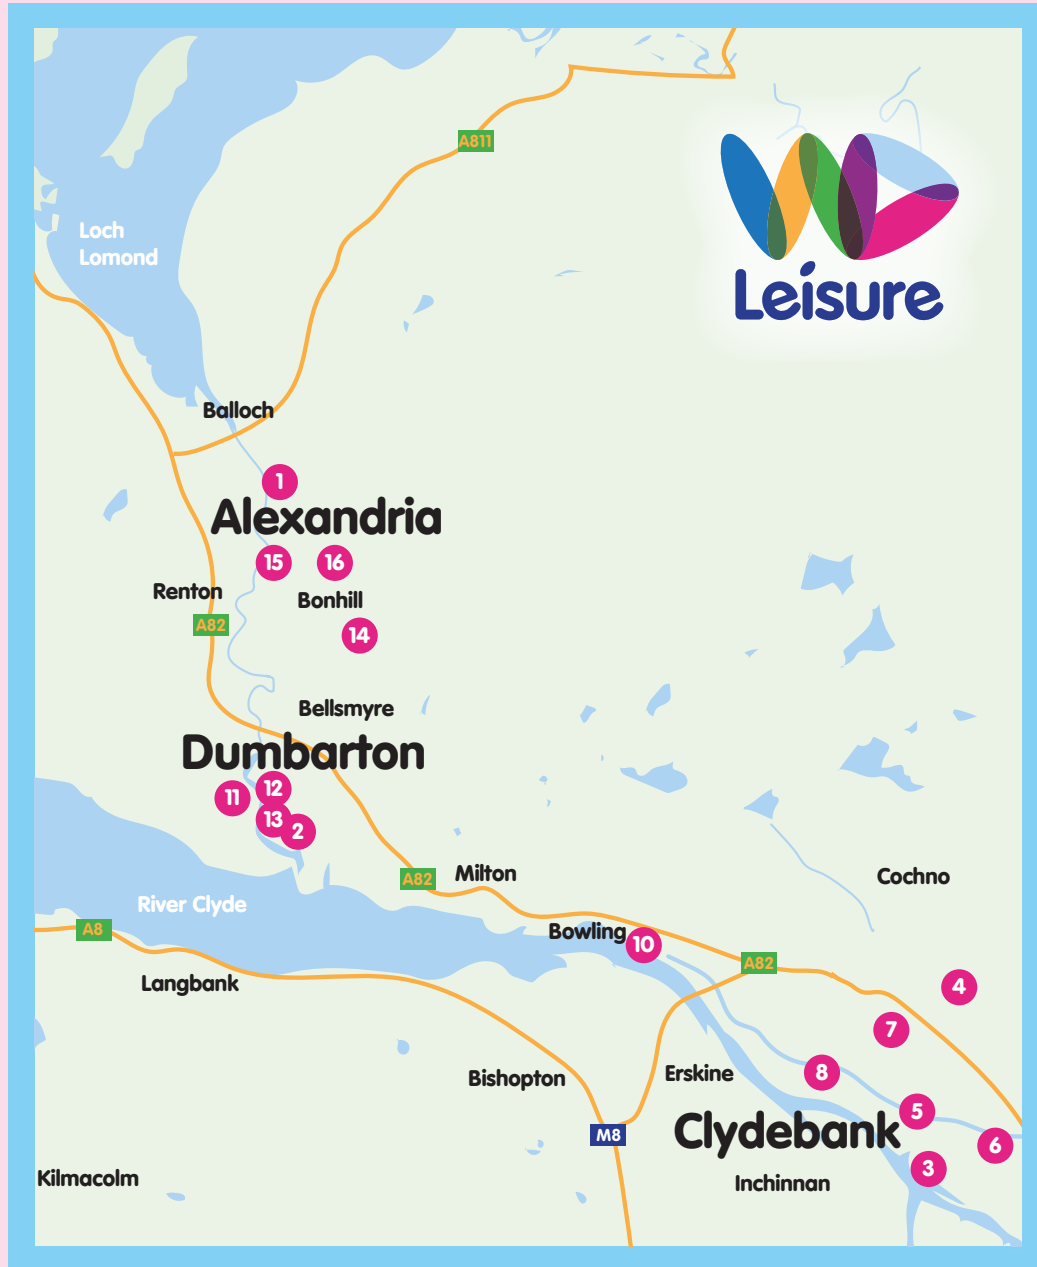 A811
Loch
Lomond
Leisure
Balloch
1
Alexandria
15
16
Renton
Bonhill
A82
14
Bellsmyre
Dumbarton
12
11
13
2
A82
Milton
Cochno
River Clyde
A8
Bowling
10
A82
Langbank
4
7
Bishopton
Erskine
8
5
Clydebank
M8
6
3
Kilmacolm
Inchinnan